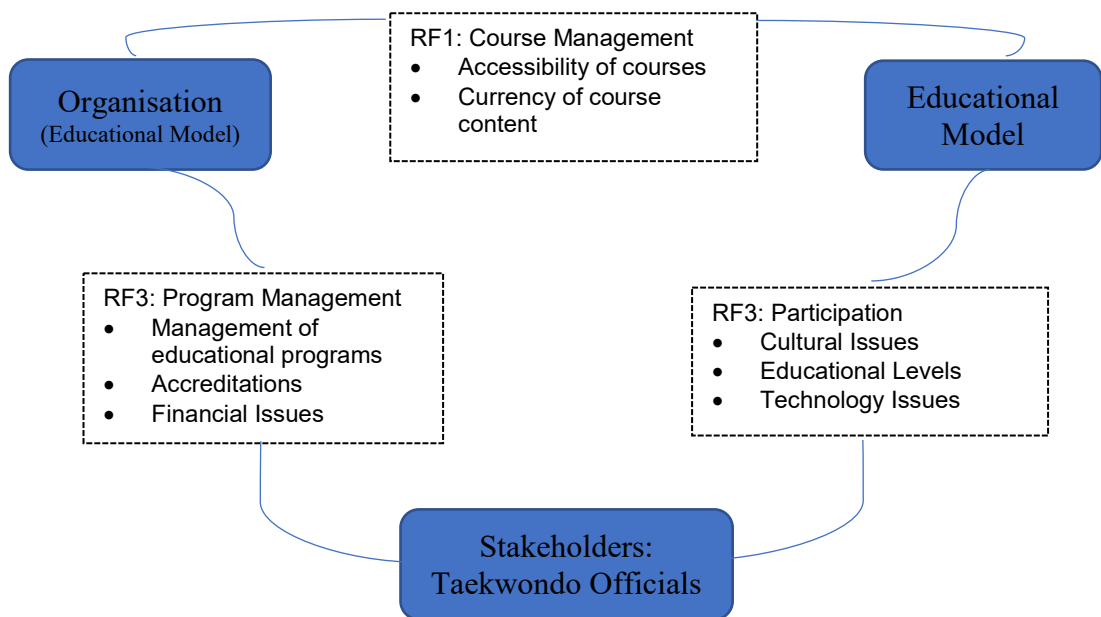 RF1: Course Management
• Accessibility of courses
• Currency of course
content
Organisation
(Educational Model)
Educational
Model
RF3: Program Management
• Management of
educational programs
• Accreditations
• Financial Issues
RF3: Participation
• Cultural Issues
• Educational Levels
• Technology Issues
Stakeholders:
Taekwondo Officials